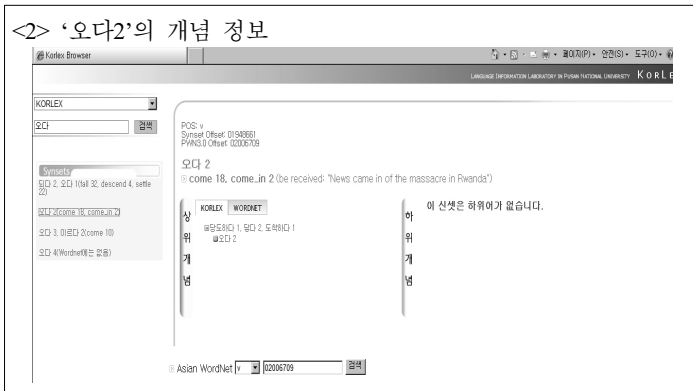 <2> ‘오다2’의 개념 정보
Korlex Browser
페이지(P) 안전(S) 도구(O)
LANGUAGE INFORMATION LABORATORY IN PUSAN NATIONAL UNIVERSITY KORLE
KORLEX
오다 검색
POS: v
Synset Offset: 01948661
PWN3.0 Offset: 02006709
오다 2
come 18, come_in 2 (be received: "News came in of the massacre in Rwanda")
Synsets
오다 1(fall 32, descend 4, settle 22)
오다 2(come 18, come_in 2)
오다 3, 이르다 2(come 10)
오다 4(Wordnet에는 없음)
상위개념
KORLEX WORDNET
당도하다 1, 닿다 2, 도착하다 1
오다 2
하위개념
이 신셋은 하위어가 없습니다.
Asian WordNet v 02006709 검색